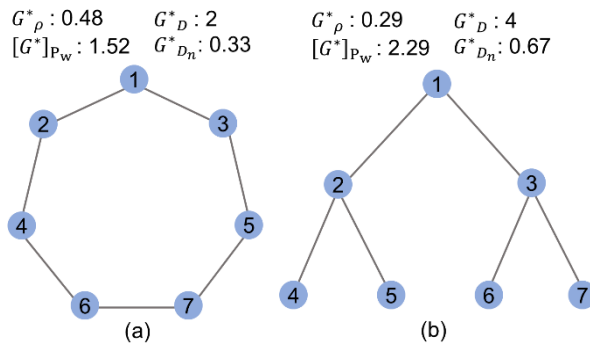 G*ρ : 0.48 G*D : 2
[G*]Pw : 1.52 G*Dn : 0.33
G*ρ : 0.29 G*D : 4
[G*]Pw : 2.29 G*Dn : 0.67
1
2
3
4
5
6
7
(a)
1
2
3
4
5
6
7
(b)